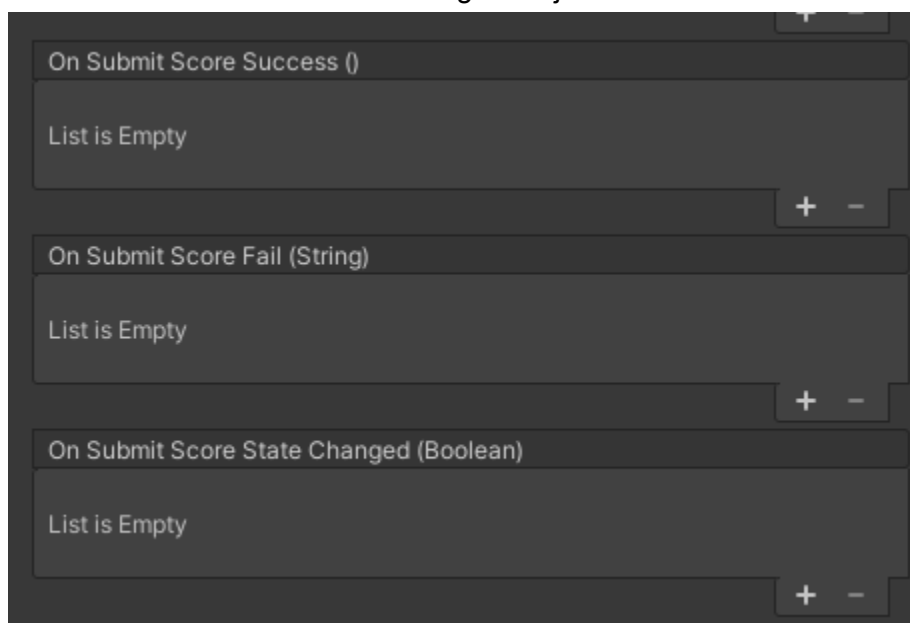 On Submit Score Success ()
List is Empty
+ −
On Submit Score Fail (String)
List is Empty
+ −
On Submit Score State Changed (Boolean)
List is Empty
+ −